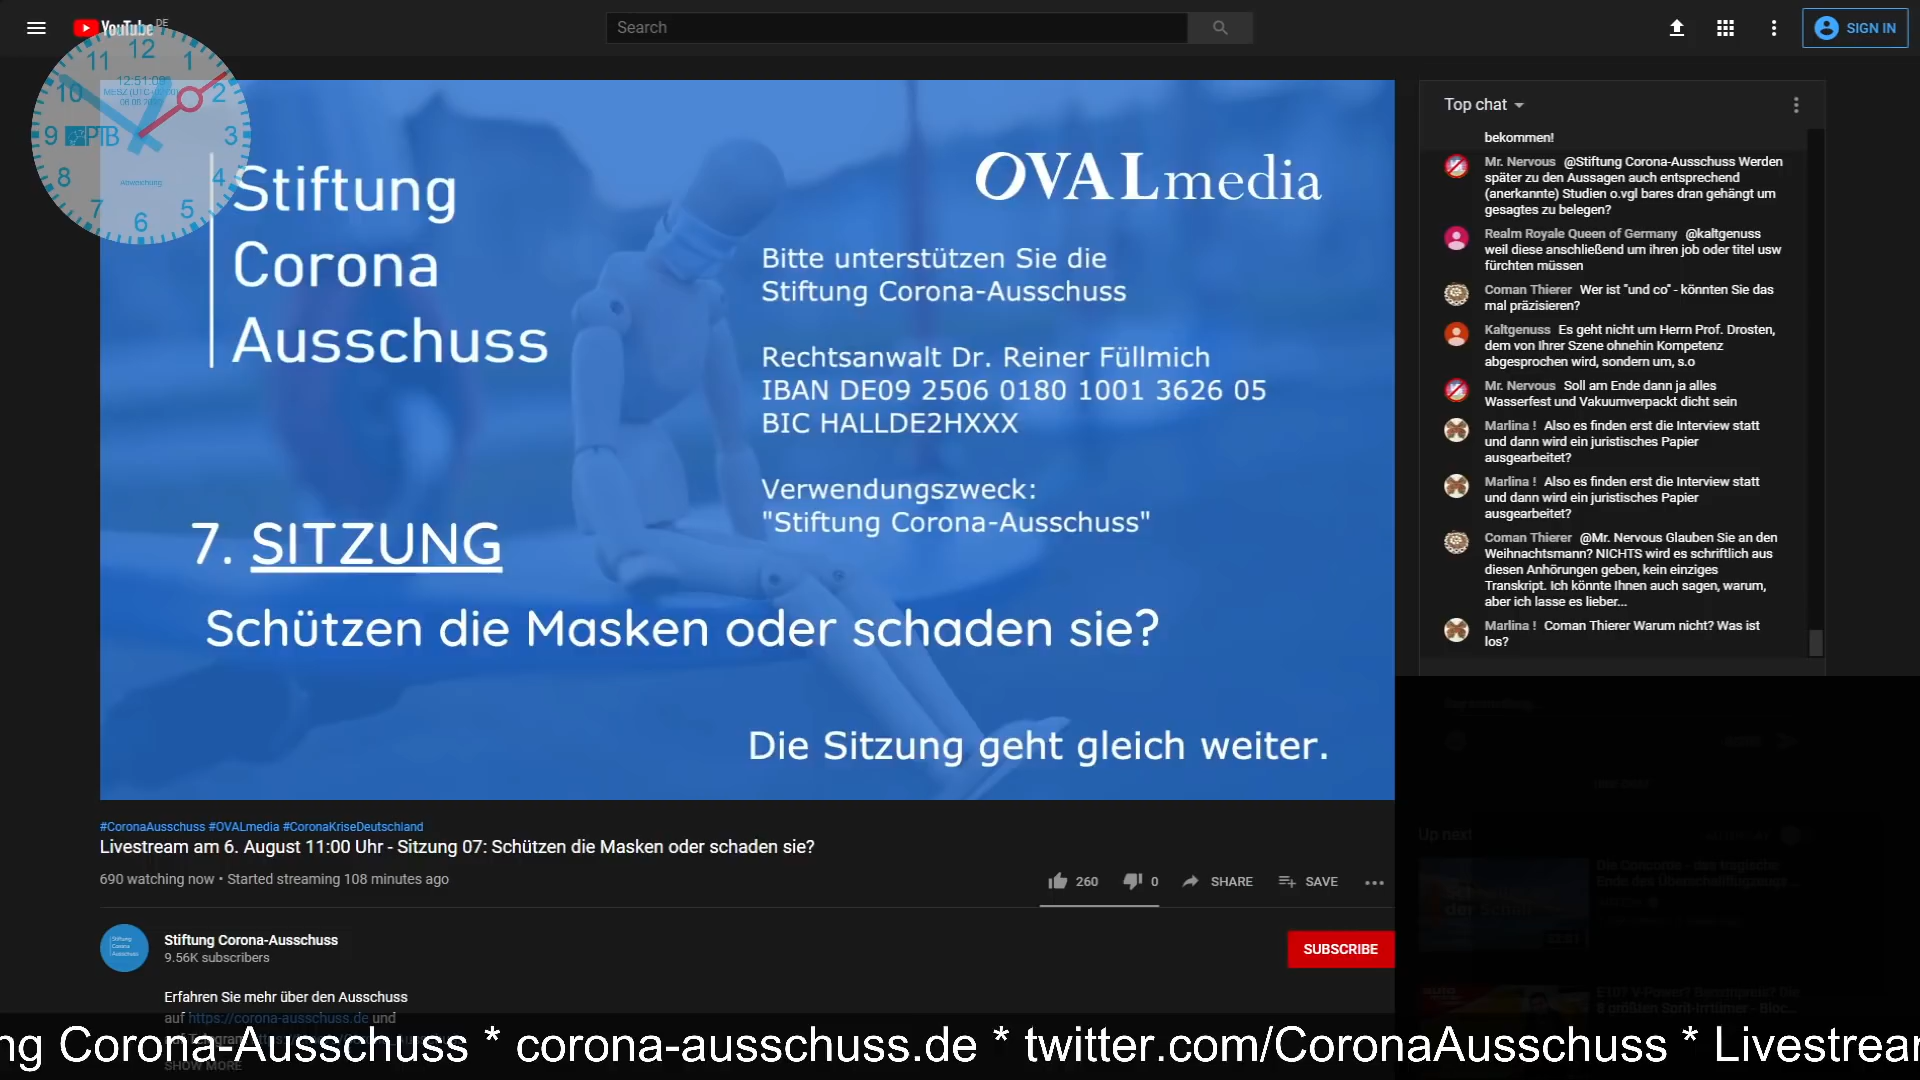 YouTube DE
Search
SIGN IN
12
11
1
10
2
9
3
8
4
7
5
6
12:51:09
PTB
Abweichung
Stiftung
Corona
Ausschuss
OVALmedia
Bitte unterstützen Sie die
Stiftung Corona-Ausschuss
Rechtsanwalt Dr. Reiner Füllmich
IBAN DE09 2506 0180 1001 3626 05
BIC HALLDE2HXXX
Verwendungszweck:
"Stiftung Corona-Ausschuss"
7. SITZUNG
Schützen die Masken oder schaden sie?
Die Sitzung geht gleich weiter.
Top chat
bekommen!
Mr. Nervous @Stiftung Corona-Ausschuss Werden
später zu den Aussagen auch entsprechend
(anerkannte) Studien o.vgl bares dran gehängt um
gesagtes zu belegen?
Realm Royale Queen of Germany @kaltgenuss
weil diese anschließend um ihren job oder titel usw
fürchten müssen
Coman Thierer Wer ist "und co" - könnten Sie das
mal präzisieren?
Kaltgenuss Es geht nicht um Herrn Prof. Drosten,
dem von Ihrer Szene ohnehin Kompetenz
abgesprochen wird, sondern um, s.o
Mr. Nervous Soll am Ende dann ja alles
Wasserfest und Vakuumverpackt dicht sein
Marlina ! Also es finden erst die Interview statt
und dann wird ein juristisches Papier
ausgearbeitet?
Marlina ! Also es finden erst die Interview statt
und dann wird ein juristisches Papier
ausgearbeitet?
Coman Thierer @Mr. Nervous Glauben Sie an den
Weihnachtsmann? NICHTS wird es schriftlich aus
diesen Anhörungen geben, kein einziges
Transkript. Ich könnte Ihnen auch sagen, warum,
aber ich lasse es lieber...
Marlina ! Coman Thierer Warum nicht? Was ist
los?
Up next
Die Concorde - das tragische
#CoronaAusschuss #OVALmedia #CoronaKriseDeutschland
Livestream am 6. August 11:00 Uhr - Sitzung 07: Schützen die Masken oder schaden sie?
690 watching now • Started streaming 108 minutes ago
260
0
SHARE
SAVE
Stiftung Corona-Ausschuss
9.56K subscribers
SUBSCRIBE
Erfahren Sie mehr über den Ausschuss
auf https://corona-ausschuss.de und
SHOW MORE
ng Corona-Ausschuss * corona-ausschuss.de * twitter.com/CoronaAusschuss * Livestrear